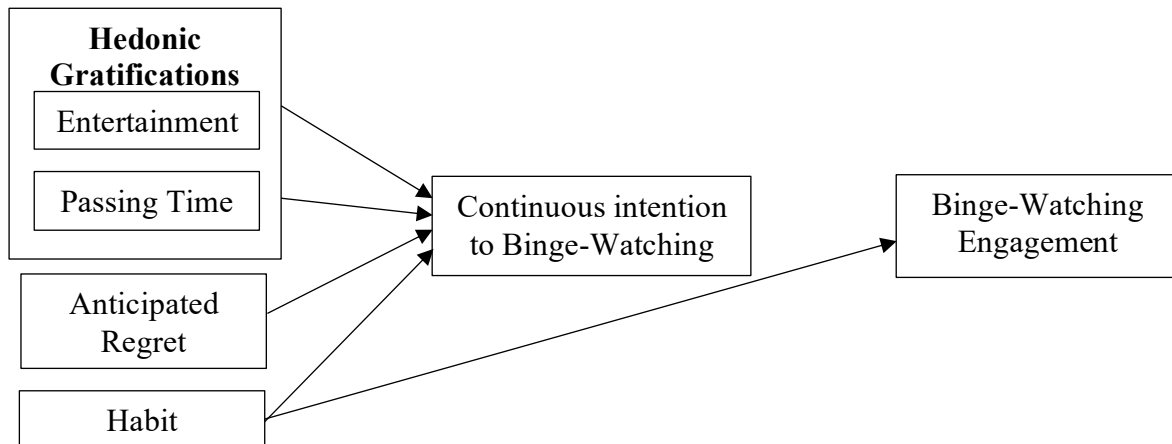 Hedonic
Gratifications
Entertainment
Passing Time
Anticipated
Regret
Habit
Continuous intention
to Binge-Watching
Binge-Watching
Engagement